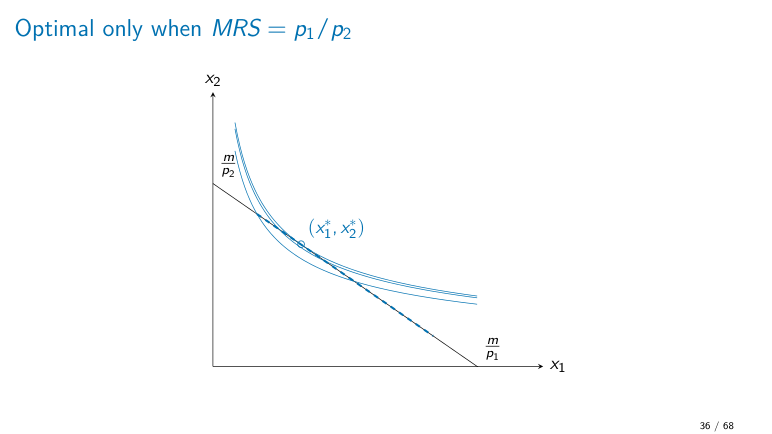 Optimal only when MRS = p₁/p₂
x₂
m/p₂
(x₁*, x₂*)
m/p₁
x₁
36 / 68